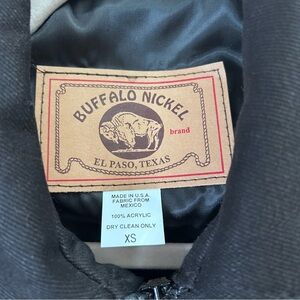 BUFFALO NICKEL
brand
EL PASO, TEXAS
MADE IN U.S.A.
FABRIC FROM
MEXICO
100% ACRYLIC
DRY CLEAN ONLY
XS